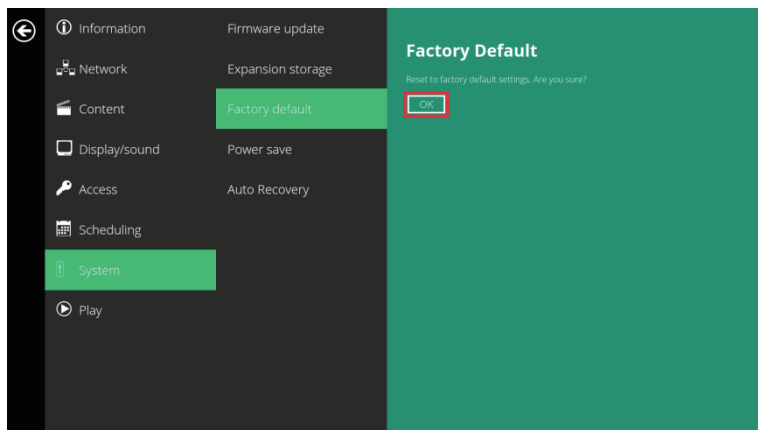 Information
Network
Content
Display/sound
Access
Scheduling
System
Play
Firmware update
Expansion storage
Factory default
Power save
Auto Recovery
Factory Default
Reset to factory default settings. Are you sure?
OK